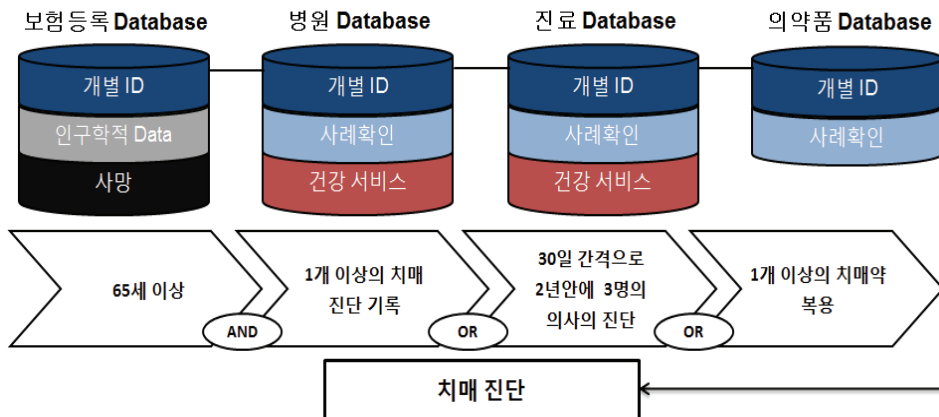 보험등록 Database
병원 Database
진료 Database
의약품 Database
개별 ID
인구학적 Data
사망
개별 ID
사례확인
건강 서비스
개별 ID
사례확인
건강 서비스
개별 ID
사례확인
65세 이상
AND
1개 이상의 치매
진단 기록
OR
30일 간격으로
2년안에 3명의
의사의 진단
OR
1개 이상의 치매약
복용
치매 진단